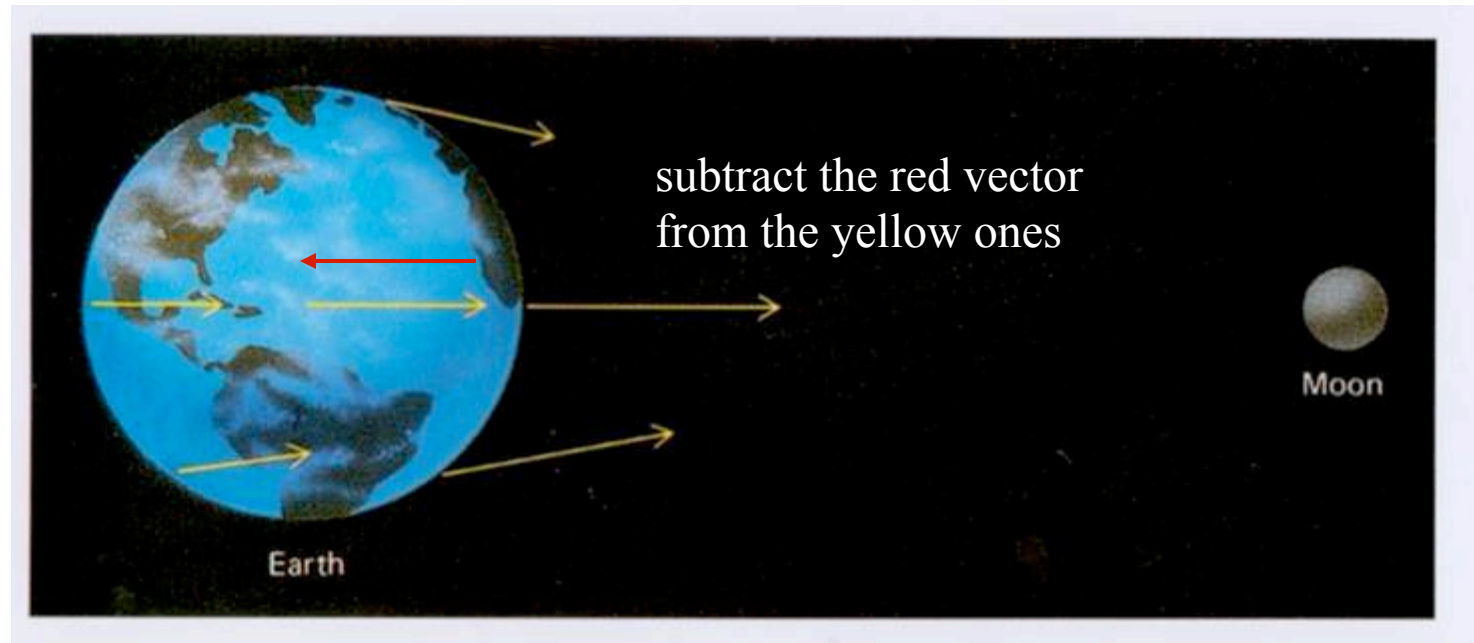 subtract the red vector
from the yellow ones
Moon
Earth